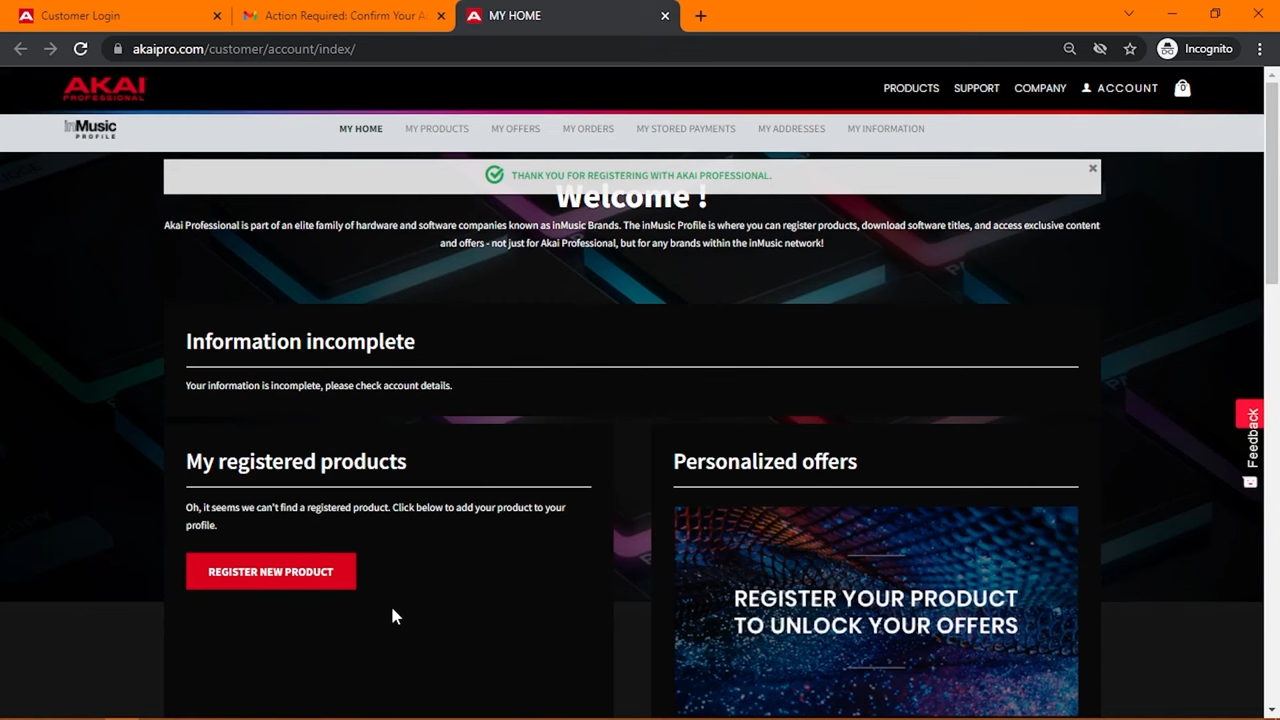 Customer Login
Action Required: Confirm Your A
MY HOME
akaipro.com/customer/account/index/
Incognito
AKAI
PROFESSIONAL
PRODUCTS SUPPORT COMPANY ACCOUNT 0
inMusic
PROFILE
MY HOME MY PRODUCTS MY OFFERS MY ORDERS MY STORED PAYMENTS MY ADDRESSES MY INFORMATION
THANK YOU FOR REGISTERING WITH AKAI PROFESSIONAL.
Welcome !
Akai Professional is part of an elite family of hardware and software companies known as inMusic Brands. The inMusic Profile is where you can register products, download software titles, and access exclusive content
and offers - not just for Akai Professional, but for any brands within the inMusic network!
Information incomplete
Your information is incomplete, please check account details.
My registered products
Oh, it seems we can't find a registered product. Click below to add your product to your
profile.
REGISTER NEW PRODUCT
Personalized offers
REGISTER YOUR PRODUCT
TO UNLOCK YOUR OFFERS
Feedback